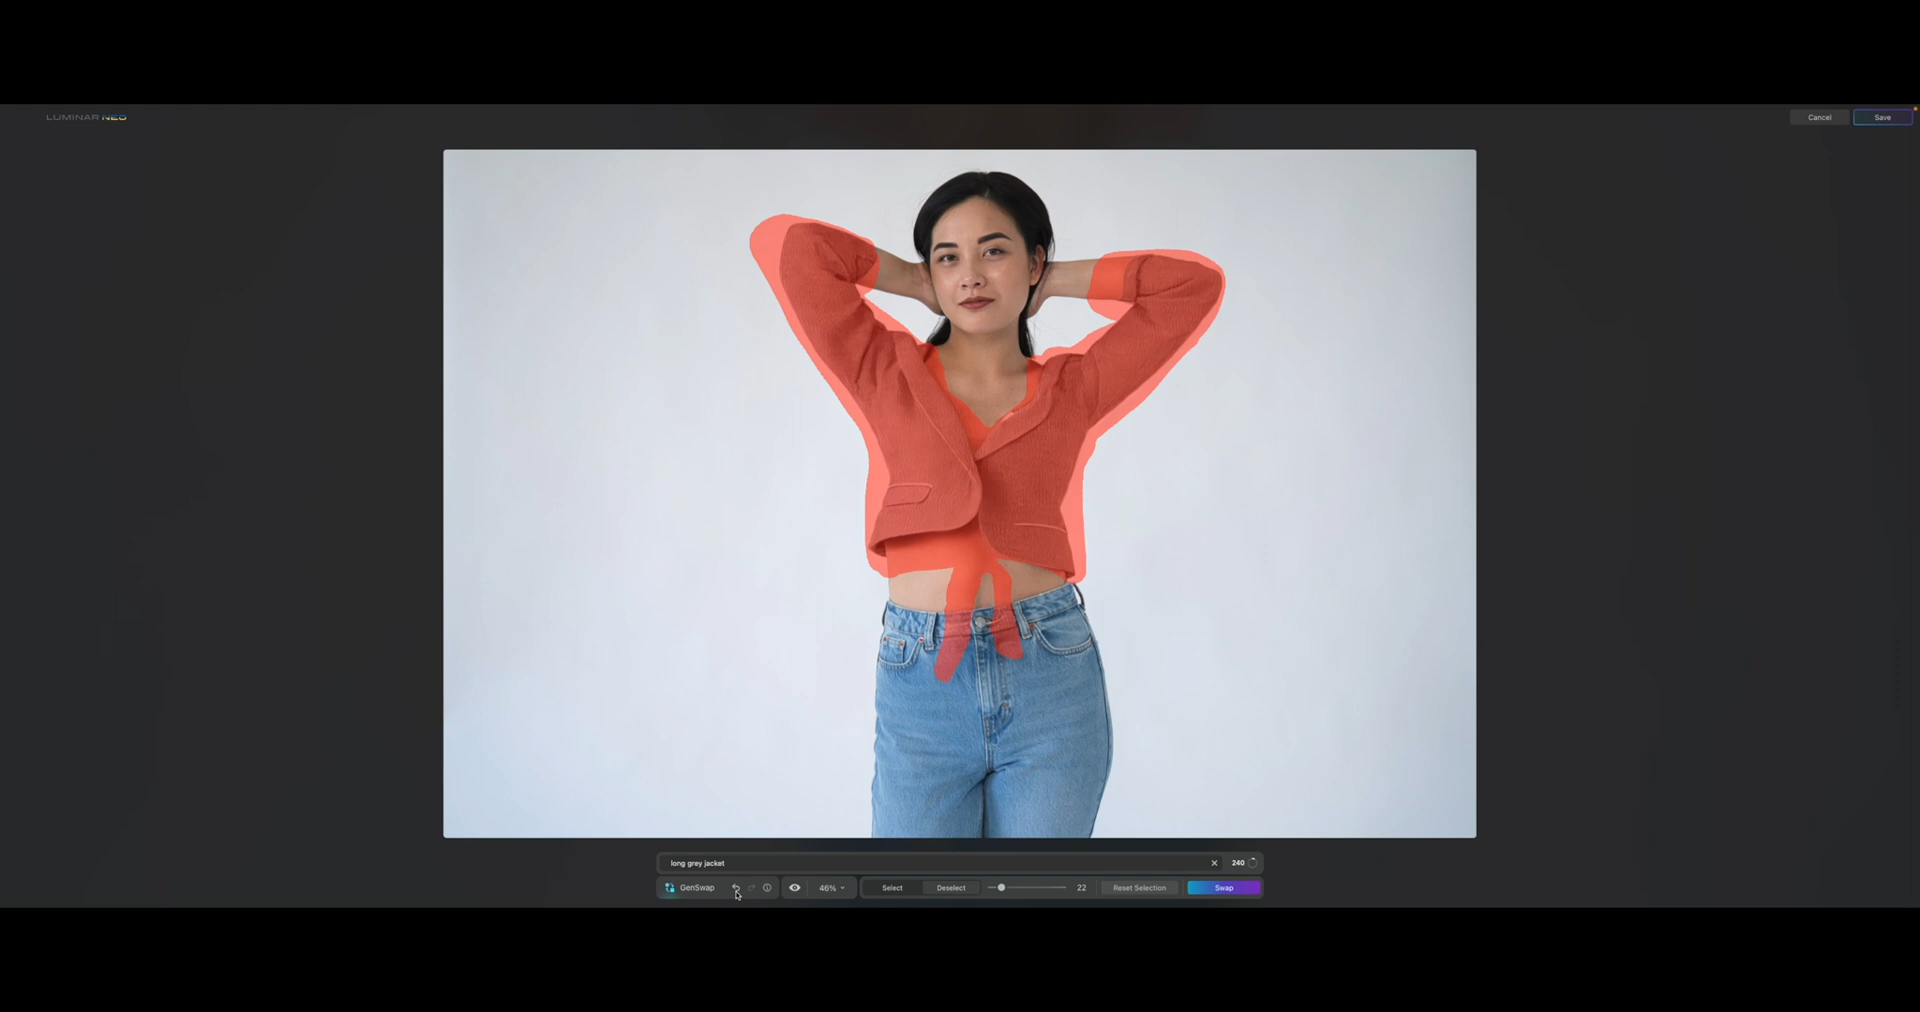 LUMINAR NEO
Cancel
Save
long grey jacket
240
GenSwap
46%
Select
Deselect
22
Reset Selection
Swap